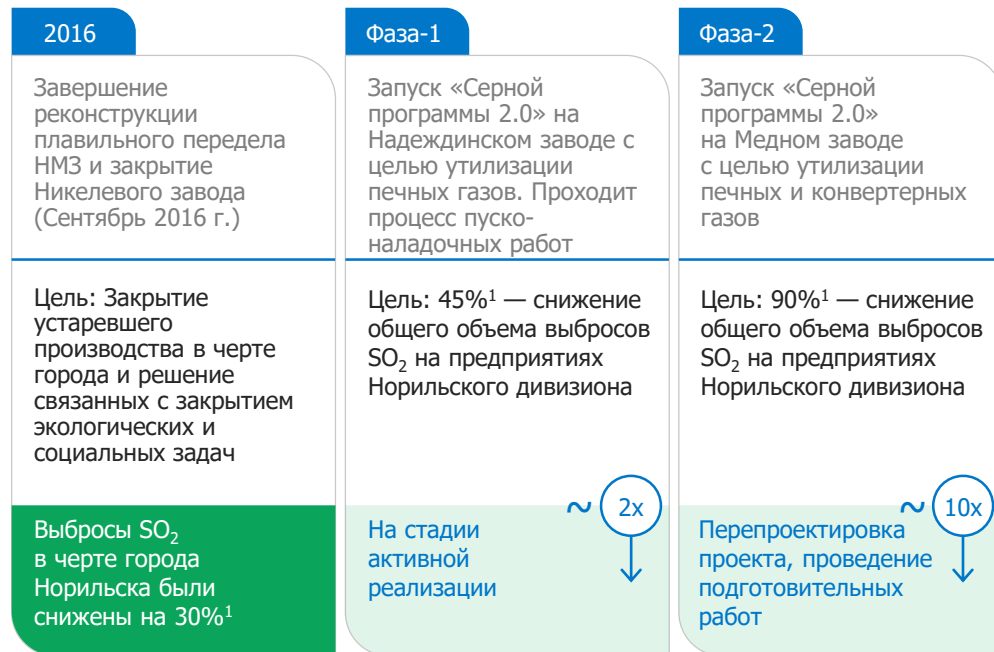 2016
Завершение
реконструкции
плавильного передела
НМЗ и закрытие
Никелевого завода
(Сентябрь 2016 г.)
Цель: Закрытие
устаревшего
производства в черте
города и решение
связанных с закрытием
экологических и
социальных задач
Выбросы SO₂
в черте города
Норильска были
снижены на 30%¹
Фаза-1
Запуск «Серной
программы 2.0» на
Надеждинском заводе с
целью утилизации
печных газов. Проходит
процесс пуско-
наладочных работ
Цель: 45%¹ — снижение
общего объема выбросов
SO₂ на предприятиях
Норильского дивизиона
~ 2x
На стадии
активной
реализации
Фаза-2
Запуск «Серной
программы 2.0»
на Медном заводе
с целью утилизации
печных и конвертерных
газов
Цель: 90%¹ — снижение
общего объема выбросов
SO₂ на предприятиях
Норильского дивизиона
~ 10x
Перепроектировка
проекта, проведение
подготовительных
работ